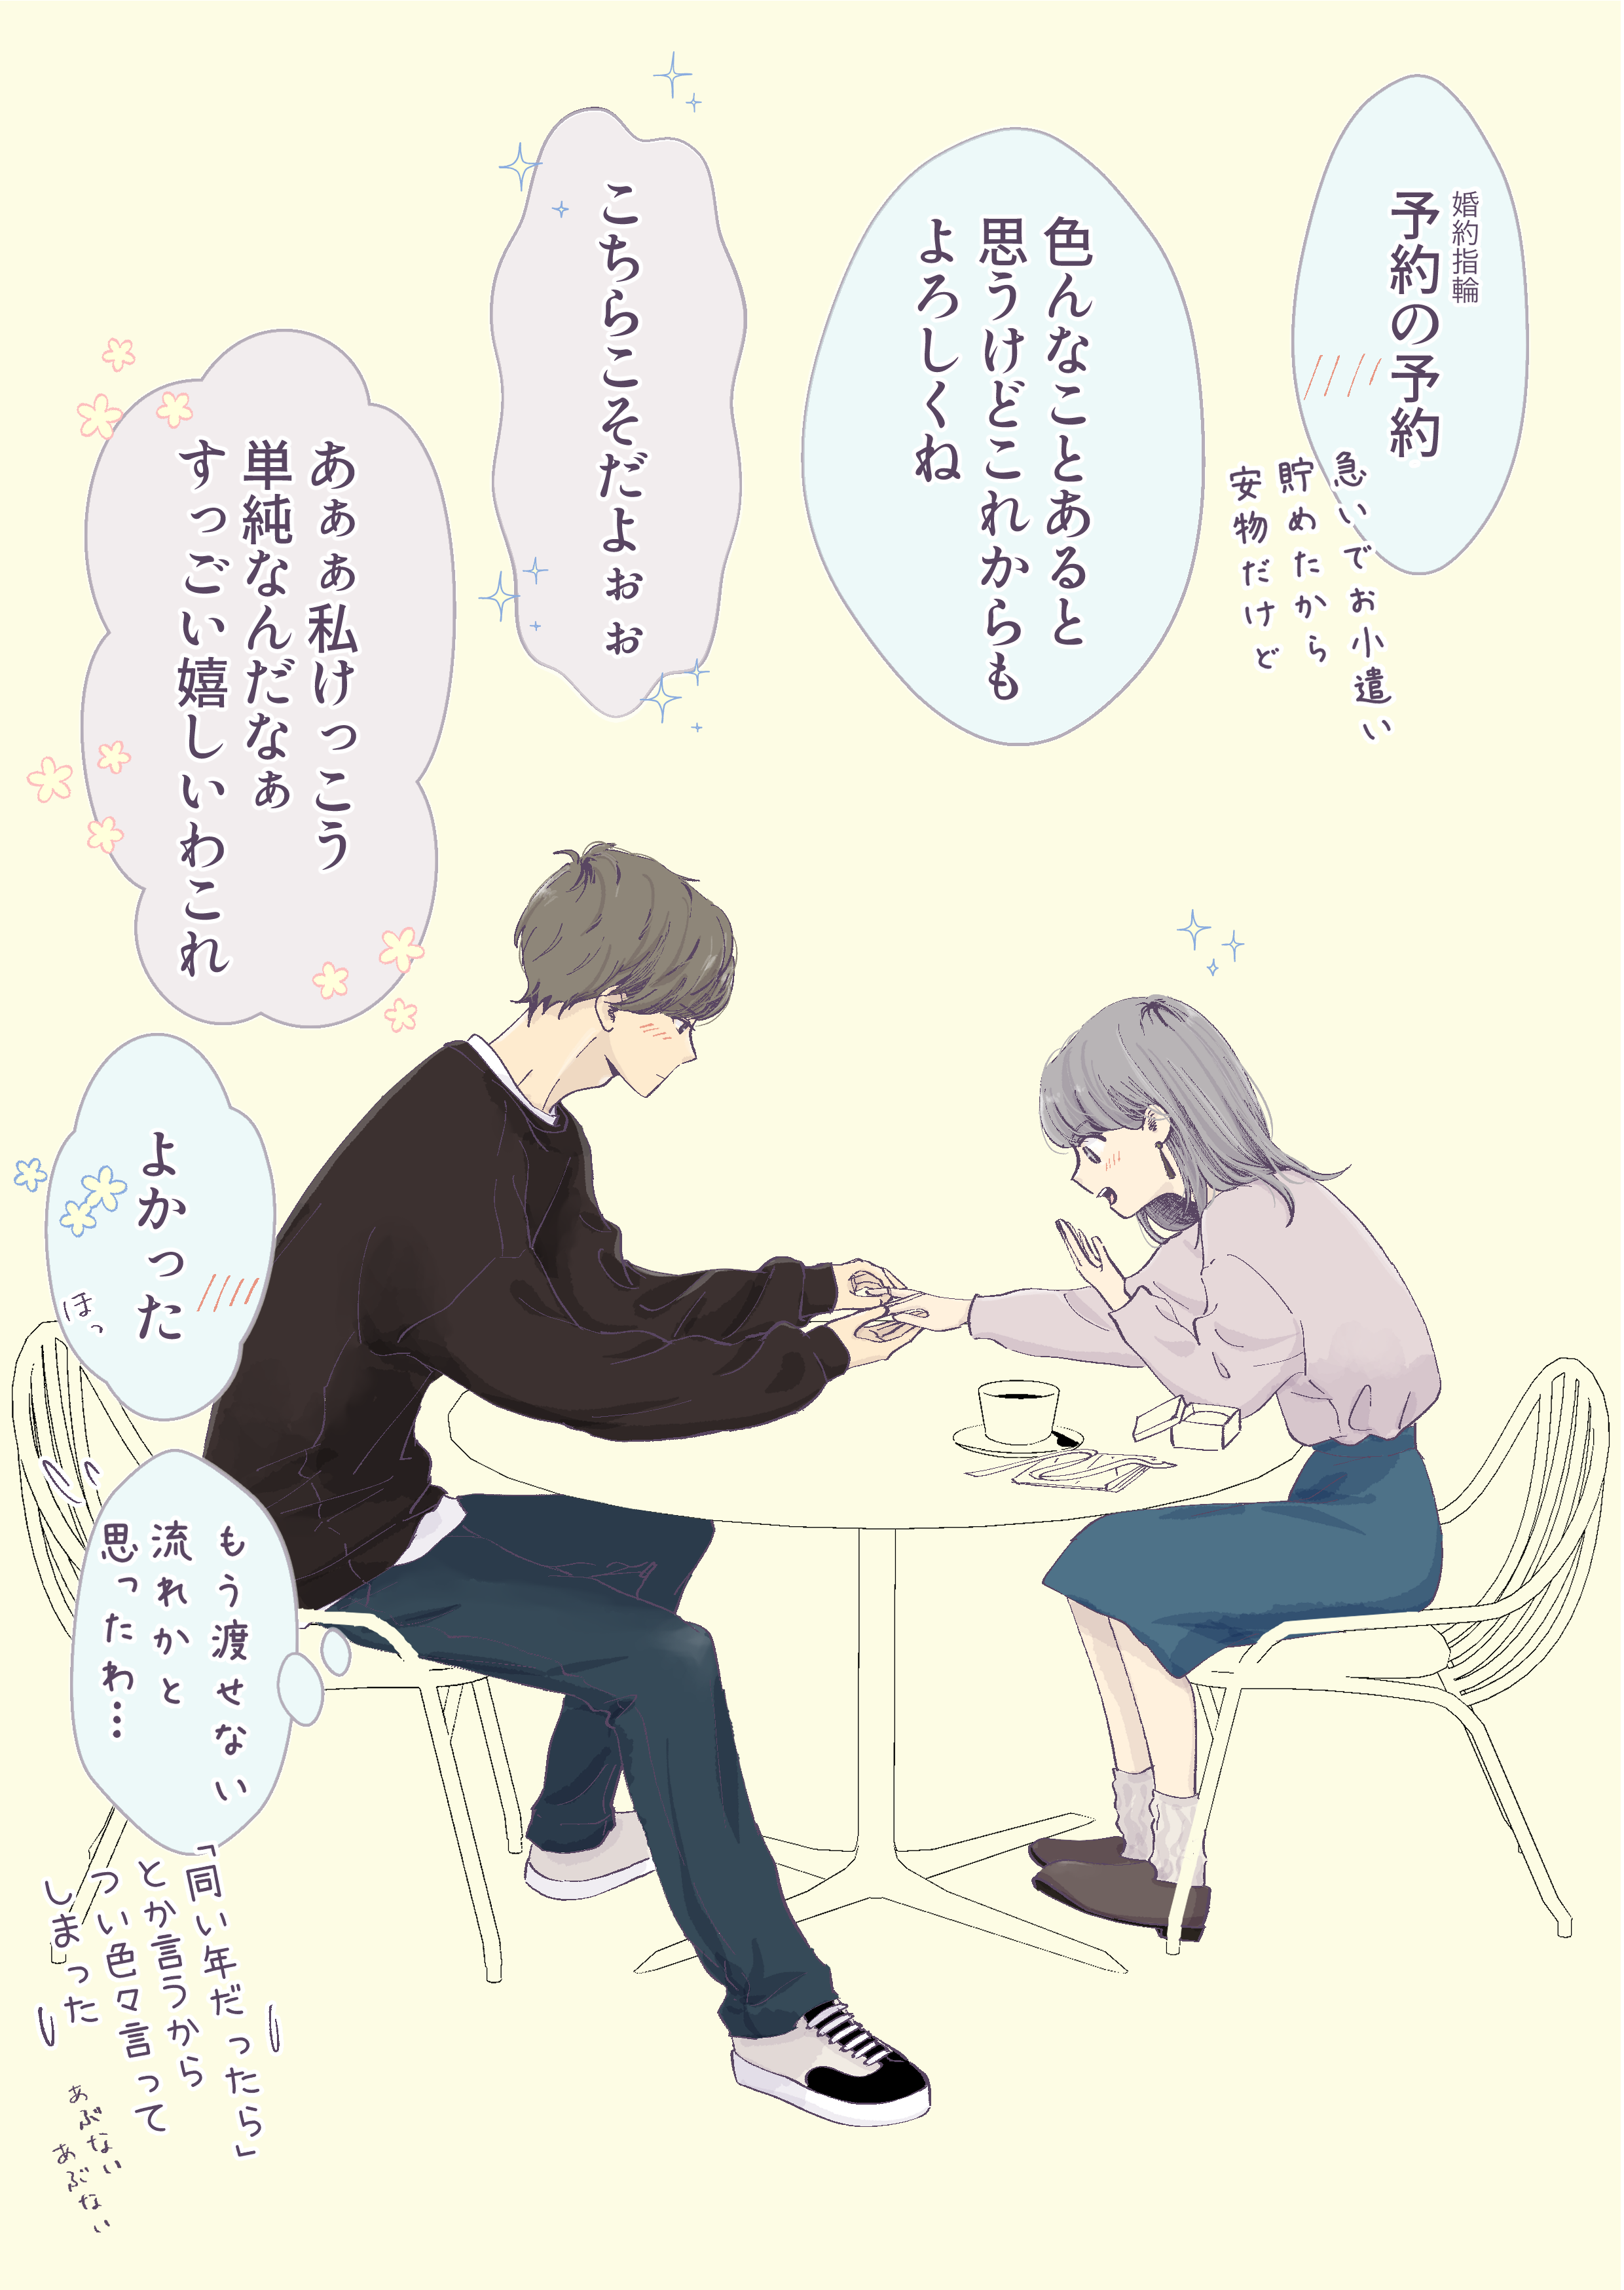 婚約指輪
予約の予約
急いでお小遣い
貯めたから
安物だけど
色んなことあると
思うけどこれからも
よろしくね
こちらこそだよぉぉ
あぁぁ私けっこう
単純なんだなぁ
すっごい嬉しいわこれ
よかった
ほっ
もう渡せない
流れかと
思ったわ…
「同い年だったら」
とか言うから
つい色々言って
しまった
あぶない
あぶない